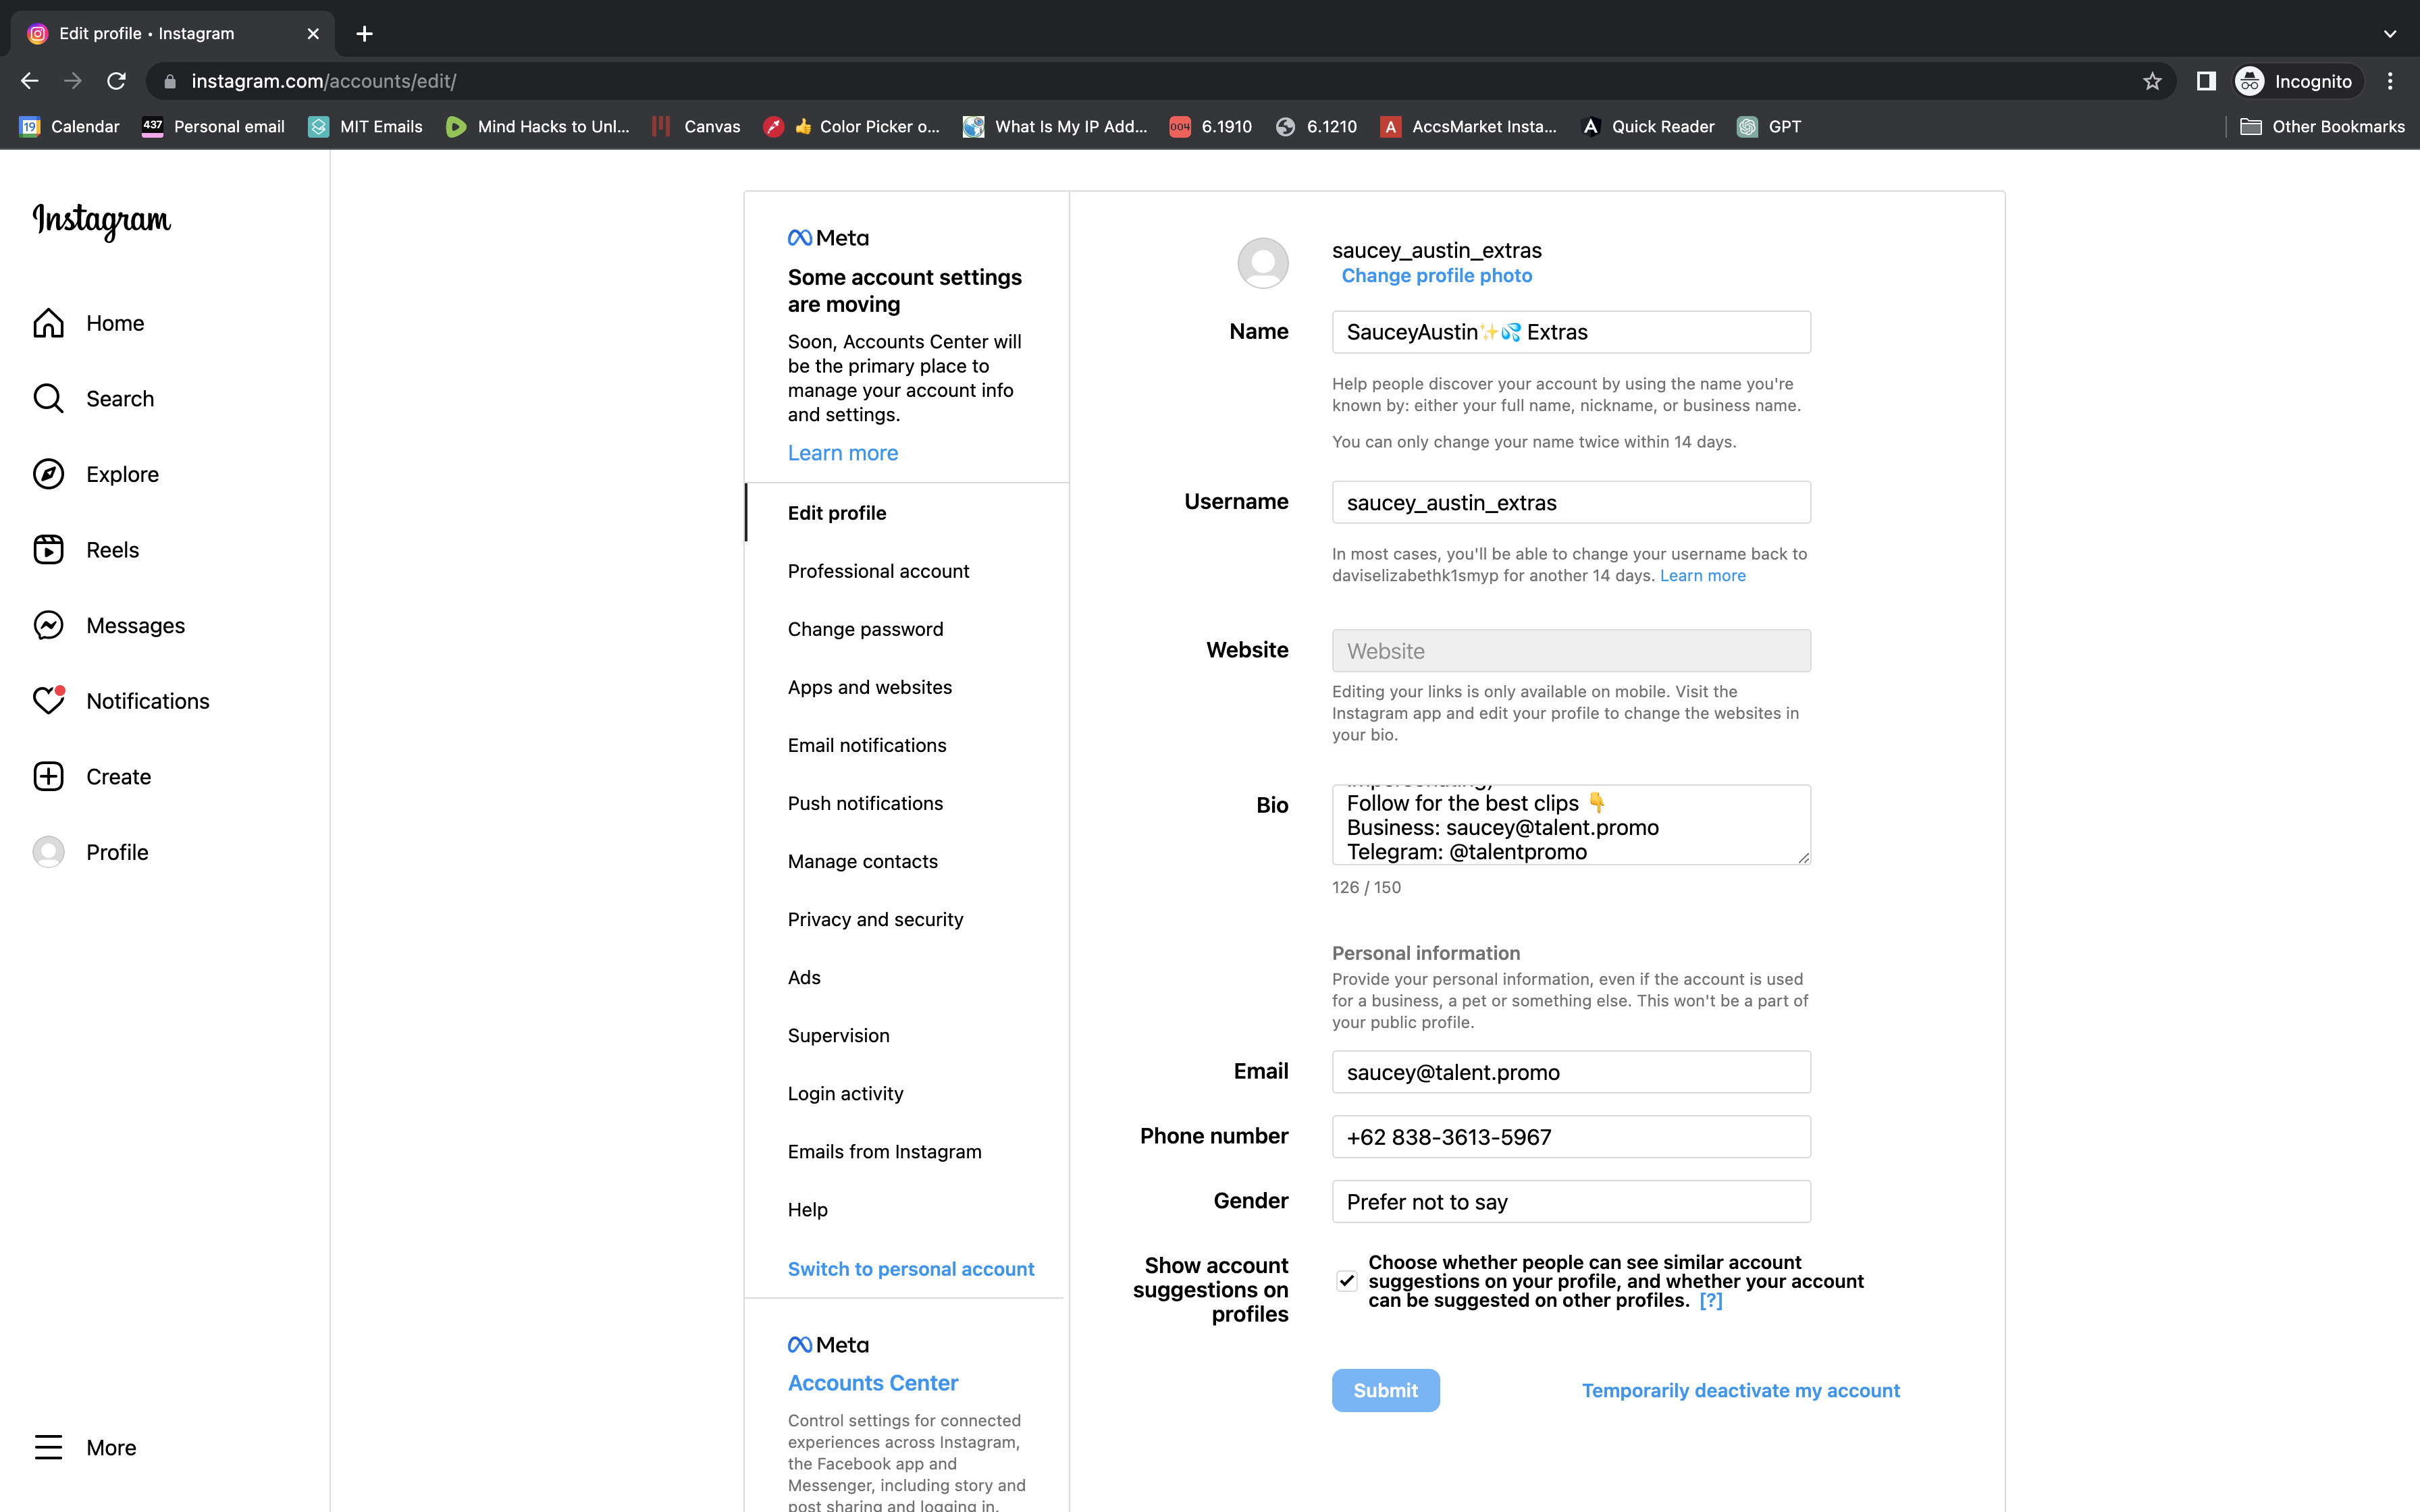 Edit profile • Instagram
instagram.com/accounts/edit/
Incognito
19 Calendar
437 Personal email
MIT Emails
Mind Hacks to Unl...
Canvas
👍 Color Picker o...
What Is My IP Add...
004 6.1910
6.1210
A AccsMarket Insta...
Quick Reader
GPT
Other Bookmarks
Instagram
Home
Search
Explore
Reels
Messages
Notifications
Create
Profile
More
Meta
Some account settings
are moving
Soon, Accounts Center will
be the primary place to
manage your account info
and settings.
Learn more
Edit profile
Professional account
Change password
Apps and websites
Email notifications
Push notifications
Manage contacts
Privacy and security
Ads
Supervision
Login activity
Emails from Instagram
Help
Switch to personal account
Meta
Accounts Center
Control settings for connected
experiences across Instagram,
the Facebook app and
Messenger, including story and
post sharing and logging in.
saucey_austin_extras
Change profile photo
Name
SauceyAustin✨💦 Extras
Help people discover your account by using the name you're
known by: either your full name, nickname, or business name.
You can only change your name twice within 14 days.
Username
saucey_austin_extras
In most cases, you'll be able to change your username back to
daviselizabethk1smyp for another 14 days. Learn more
Website
Website
Editing your links is only available on mobile. Visit the
Instagram app and edit your profile to change the websites in
your bio.
Bio
Follow for the best clips 👇
Business: saucey@talent.promo
Telegram: @talentpromo
126 / 150
Personal information
Provide your personal information, even if the account is used
for a business, a pet or something else. This won't be a part of
your public profile.
Email
saucey@talent.promo
Phone number
+62 838-3613-5967
Gender
Prefer not to say
Show account
suggestions on
profiles
Choose whether people can see similar account
suggestions on your profile, and whether your account
can be suggested on other profiles. [?]
Submit
Temporarily deactivate my account